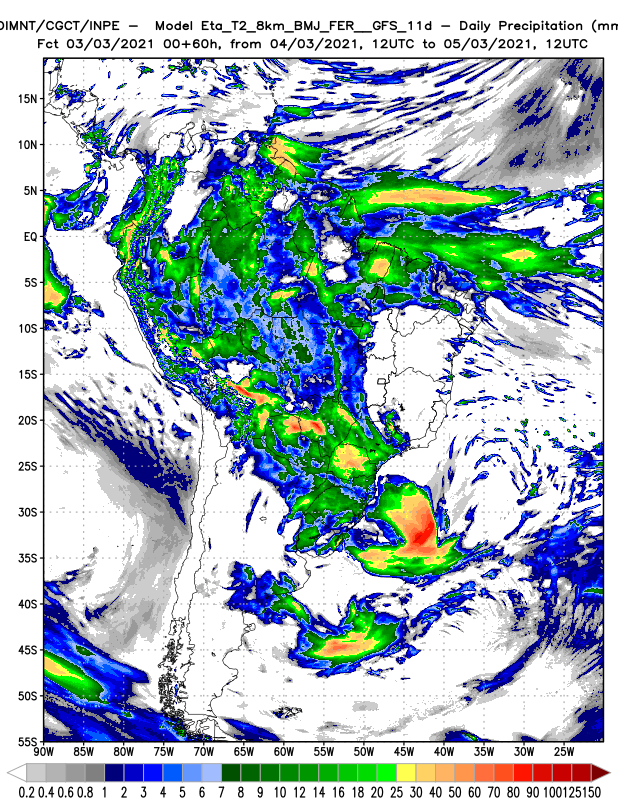 DIMNT/CGCT/INPE - Model Eta_T2_8km_BMJ_FER__GFS_11d - Daily Precipitation (mm
Fct 03/03/2021 00+60h, from 04/03/2021, 12UTC to 05/03/2021, 12UTC
15N
10N
5N
EQ
5S
10S
15S
20S
25S
30S
35S
40S
45S
50S
55S
90W 85W 80W 75W 70W 65W 60W 55W 50W 45W 40W 35W 30W 25W
0.2 0.4 0.6 0.8 1 2 3 4 5 6 7 8 9 10 12 14 16 18 20 25 30 40 50 60 70 80 90 100 125 150